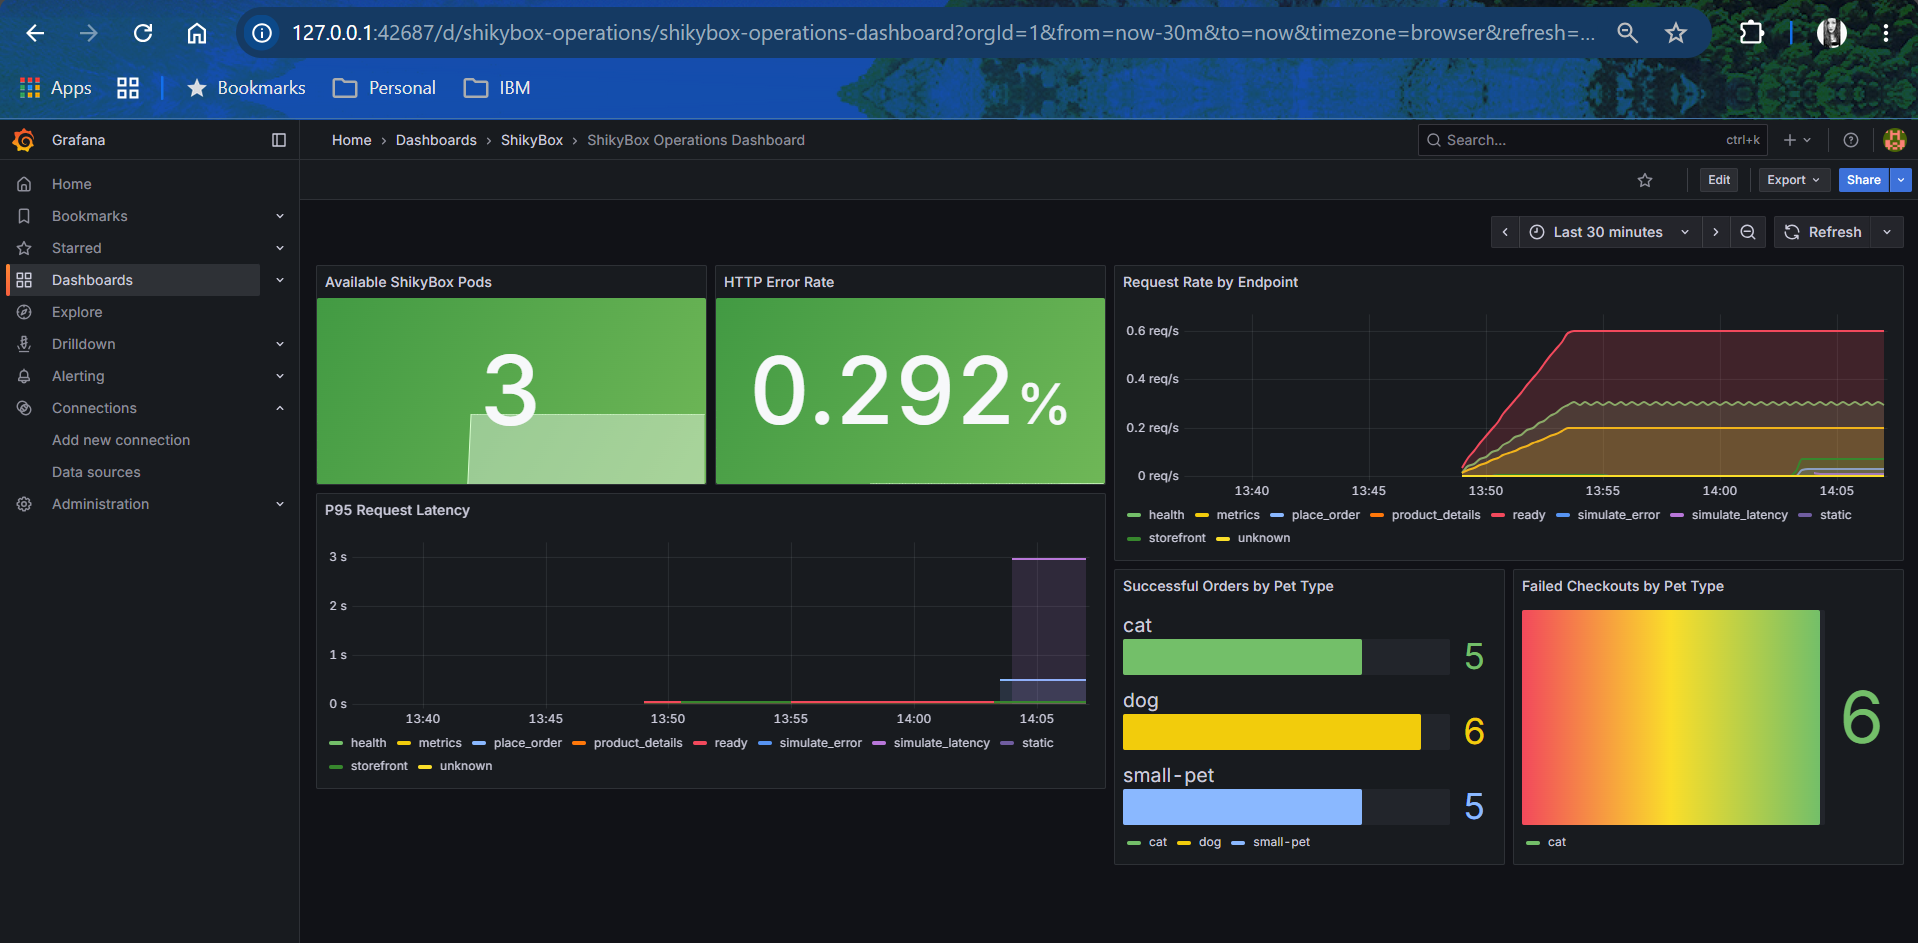 127.0.0.1:42687/d/shikybox-operations/shikybox-operations-dashboard?orgId=1&from=now-30m&to=now&timezone=browser&refresh=...
Apps
Bookmarks
Personal
IBM
Grafana
Home › Dashboards › ShikyBox › ShikyBox Operations Dashboard
Search...
ctrl+k
Edit
Export
Share
Home
Bookmarks
Starred
Dashboards
Explore
Drilldown
Alerting
Connections
Add new connection
Data sources
Administration
Last 30 minutes
Refresh
Available ShikyBox Pods
3
HTTP Error Rate
0.292%
Request Rate by Endpoint
0.6 req/s
0.4 req/s
0.2 req/s
0 req/s
13:40 13:45 13:50 13:55 14:00 14:05
health metrics place_order product_details ready simulate_error simulate_latency static
storefront unknown
P95 Request Latency
3 s
2 s
1 s
0 s
13:40 13:45 13:50 13:55 14:00 14:05
health metrics place_order product_details ready simulate_error simulate_latency static
storefront unknown
Successful Orders by Pet Type
cat
5
dog
6
small-pet
5
cat dog small-pet
Failed Checkouts by Pet Type
6
cat